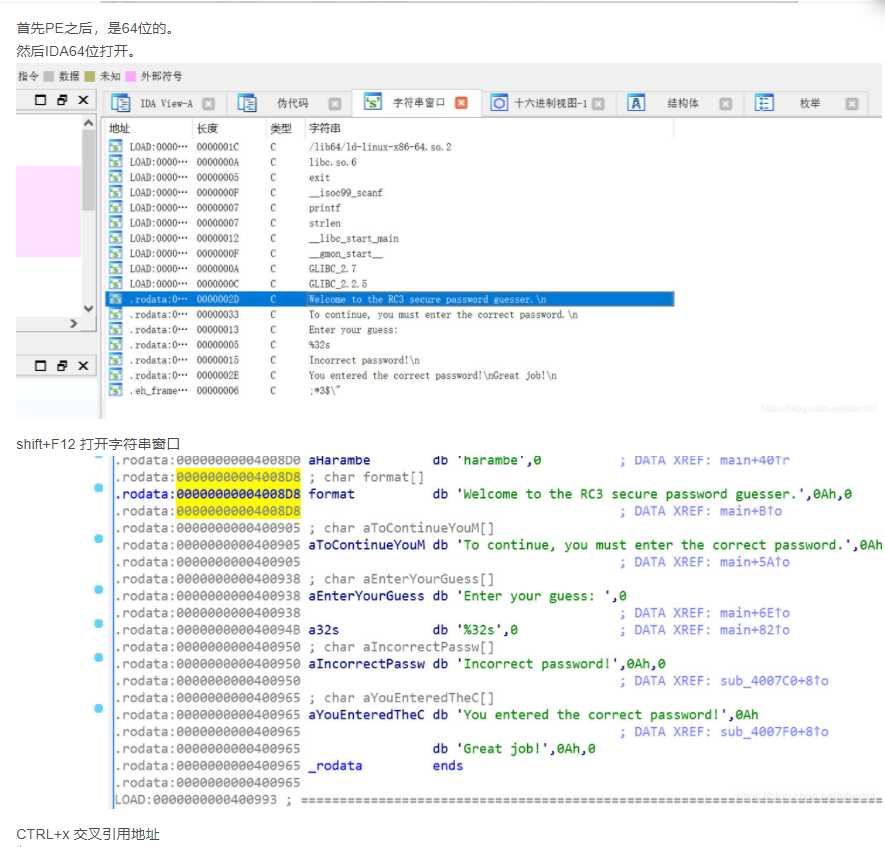 首先PE之后，是64位的。
然后IDA64位打开。
指令 数据 未知 外部符号
IDA View-A 伪代码 字符串窗口 十六进制视图-1 结构体 枚举
地址 长度 类型 字符串
LOAD:0000··· 0000001C C /lib64/ld-linux-x86-64.so.2
LOAD:0000··· 0000000A C libc.so.6
LOAD:0000··· 00000005 C exit
LOAD:0000··· 0000000F C __isoc99_scanf
LOAD:0000··· 00000007 C printf
LOAD:0000··· 00000007 C strlen
LOAD:0000··· 00000012 C __libc_start_main
LOAD:0000··· 0000000F C __gmon_start__
LOAD:0000··· 0000000A C GLIBC_2.7
LOAD:0000··· 0000000C C GLIBC_2.2.5
.rodata:0··· 0000002D C Welcome to the RC3 secure password guesser.\n
.rodata:0··· 00000033 C To continue, you must enter the correct password.\n
.rodata:0··· 00000013 C Enter your guess:
.rodata:0··· 00000005 C %32s
.rodata:0··· 00000015 C Incorrect password!\n
.rodata:0··· 0000002E C You entered the correct password!\nGreat job!\n
.eh_frame··· 00000006 C ;*3$\"
shift+F12 打开字符串窗口
.rodata:00000000004008D0 aHarambe db 'harambe',0 ; DATA XREF: main+40↑r
.rodata:00000000004008D8 ; char format[]
.rodata:00000000004008D8 format db 'Welcome to the RC3 secure password guesser.',0Ah,0
.rodata:00000000004008D8 ; DATA XREF: main+B↑o
.rodata:0000000000400905 ; char aToContinueYouM[]
.rodata:0000000000400905 aToContinueYouM db 'To continue, you must enter the correct password.',0Ah
.rodata:0000000000400905 ; DATA XREF: main+5A↑o
.rodata:0000000000400938 ; char aEnterYourGuess[]
.rodata:0000000000400938 aEnterYourGuess db 'Enter your guess: ',0
.rodata:0000000000400938 ; DATA XREF: main+6E↑o
.rodata:000000000040094B a32s db '%32s',0 ; DATA XREF: main+82↑o
.rodata:0000000000400950 ; char aIncorrectPassw[]
.rodata:0000000000400950 aIncorrectPassw db 'Incorrect password!',0Ah,0
.rodata:0000000000400950 ; DATA XREF: sub_4007C0+8↑o
.rodata:0000000000400965 ; char aYouEnteredTheC[]
.rodata:0000000000400965 aYouEnteredTheC db 'You entered the correct password!',0Ah
.rodata:0000000000400965 ; DATA XREF: sub_4007F0+8↑o
.rodata:0000000000400965 db 'Great job!',0Ah,0
.rodata:0000000000400965 _rodata ends
.rodata:0000000000400965
LOAD:0000000000400993 ; ===========================================================================
CTRL+x 交叉引用地址